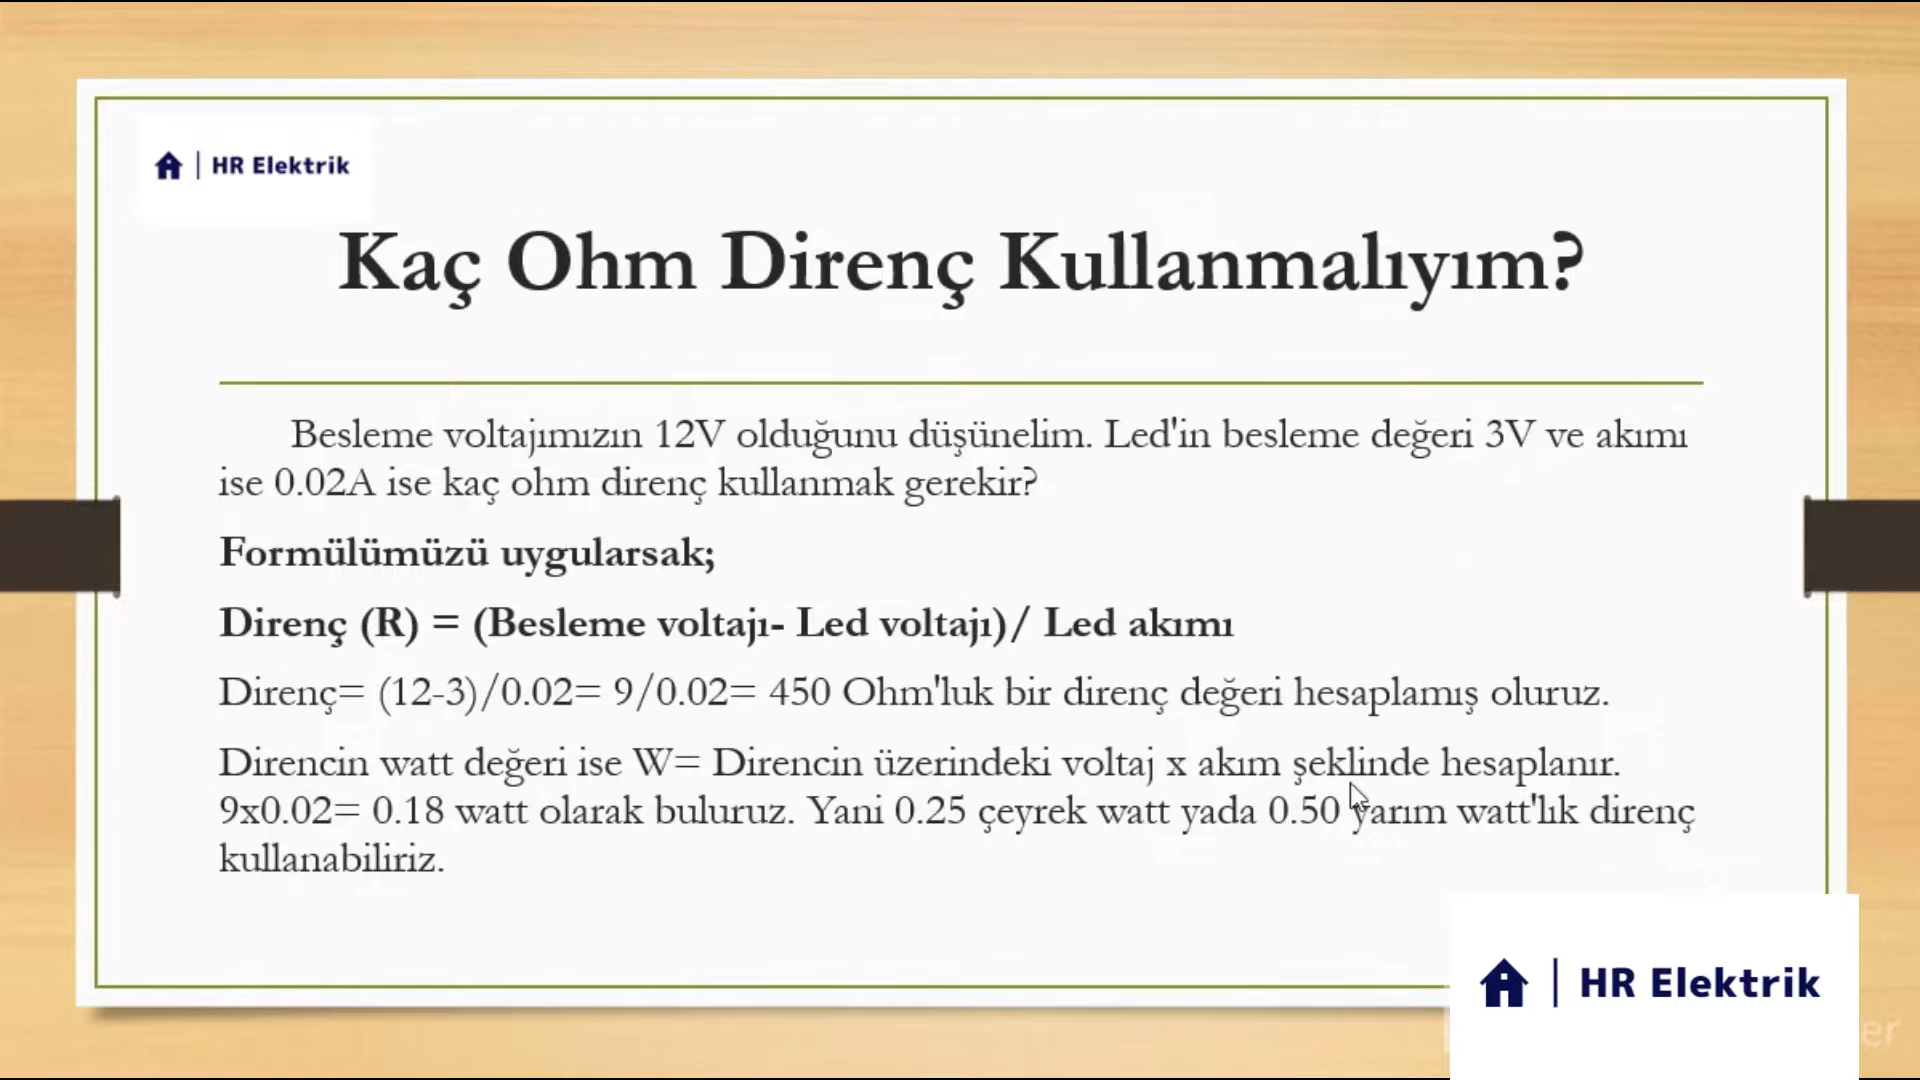 HR Elektrik
Kaç Ohm Direnç Kullanmalıyım?
Besleme voltajımızın 12V olduğunu düşünelim. Led'in besleme değeri 3V ve akımı
ise 0.02A ise kaç ohm direnç kullanmak gerekir?
Formülümüzü uygularsak;
Direnç (R) = (Besleme voltajı- Led voltajı)/ Led akımı
Direnç= (12-3)/0.02= 9/0.02= 450 Ohm'luk bir direnç değeri hesaplamış oluruz.
Direncin watt değeri ise W= Direncin üzerindeki voltaj x akım şeklinde hesaplanır.
9x0.02= 0.18 watt olarak buluruz. Yani 0.25 çeyrek watt yada 0.50 yarım watt'lık direnç
kullanabiliriz.
HR Elektrik